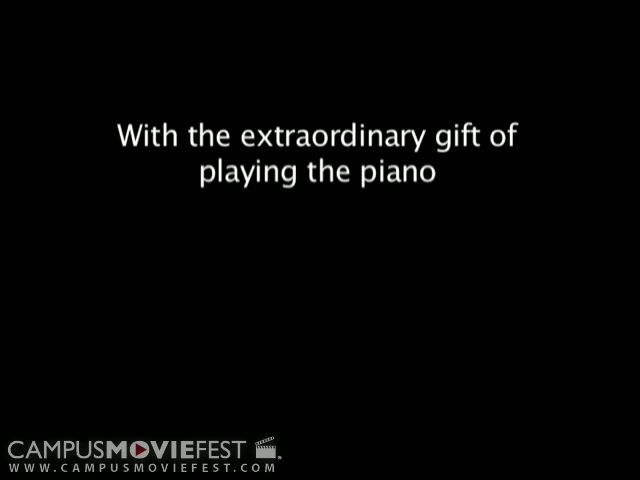 With the extraordinary gift of
playing the piano
CAMPUSMOVIEFEST
WWW.CAMPUSMOVIEFEST.COM